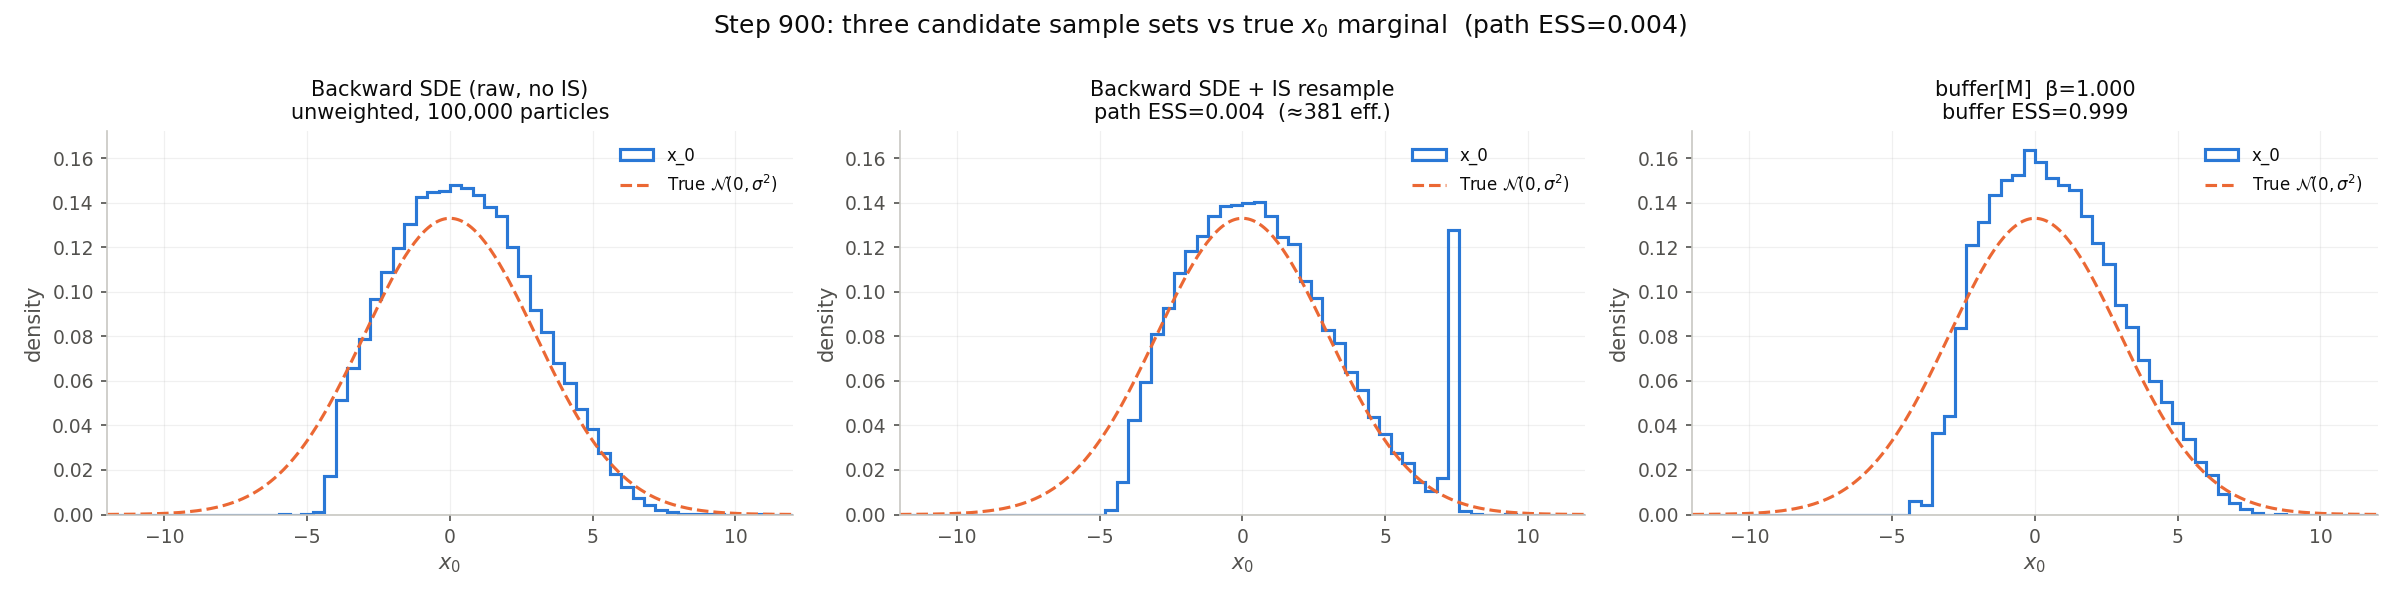 Step 900: three candidate sample sets vs true x₀ marginal (path ESS=0.004)
Backward SDE (raw, no IS)
unweighted, 100,000 particles
0.16
0.14
0.12
0.10
0.08
0.06
0.04
0.02
0.00
density
−10
−5
0
5
10
x₀
x_0
True 𝒩(0, σ²)
Backward SDE + IS resample
path ESS=0.004 (≈381 eff.)
0.16
0.14
0.12
0.10
0.08
0.06
0.04
0.02
0.00
density
−10
−5
0
5
10
x₀
x_0
True 𝒩(0, σ²)
buffer[M] β=1.000
buffer ESS=0.999
0.16
0.14
0.12
0.10
0.08
0.06
0.04
0.02
0.00
density
−10
−5
0
5
10
x₀
x_0
True 𝒩(0, σ²)